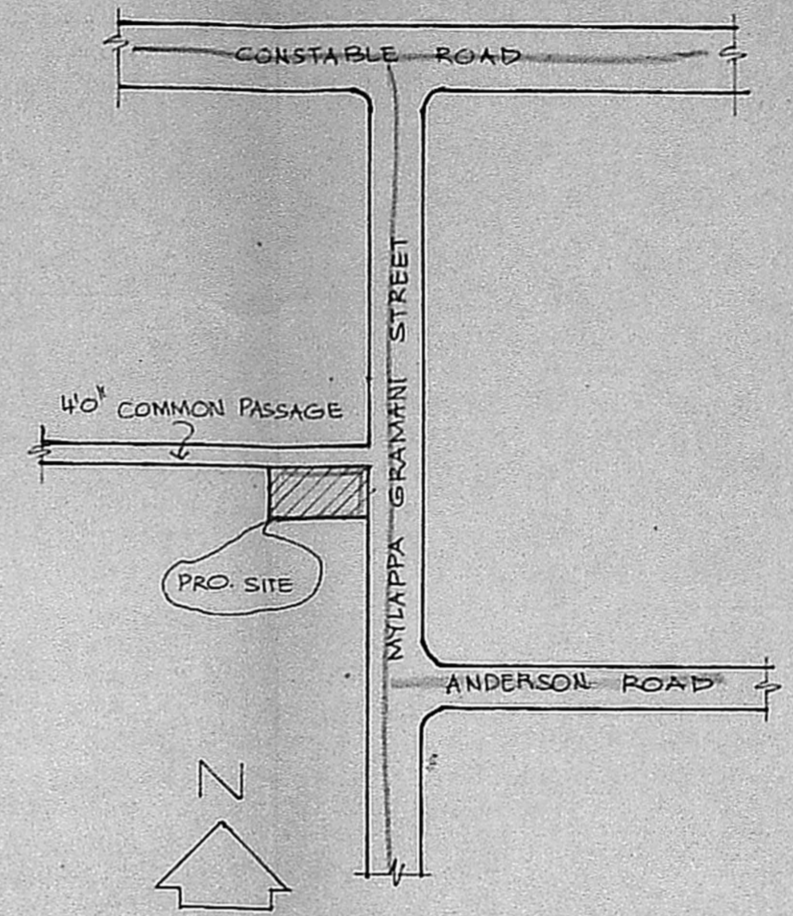 CONSTABLE ROAD
MYLAPPA GRAMANI STREET
4'0" COMMON PASSAGE
PRO. SITE
ANDERSON ROAD
N